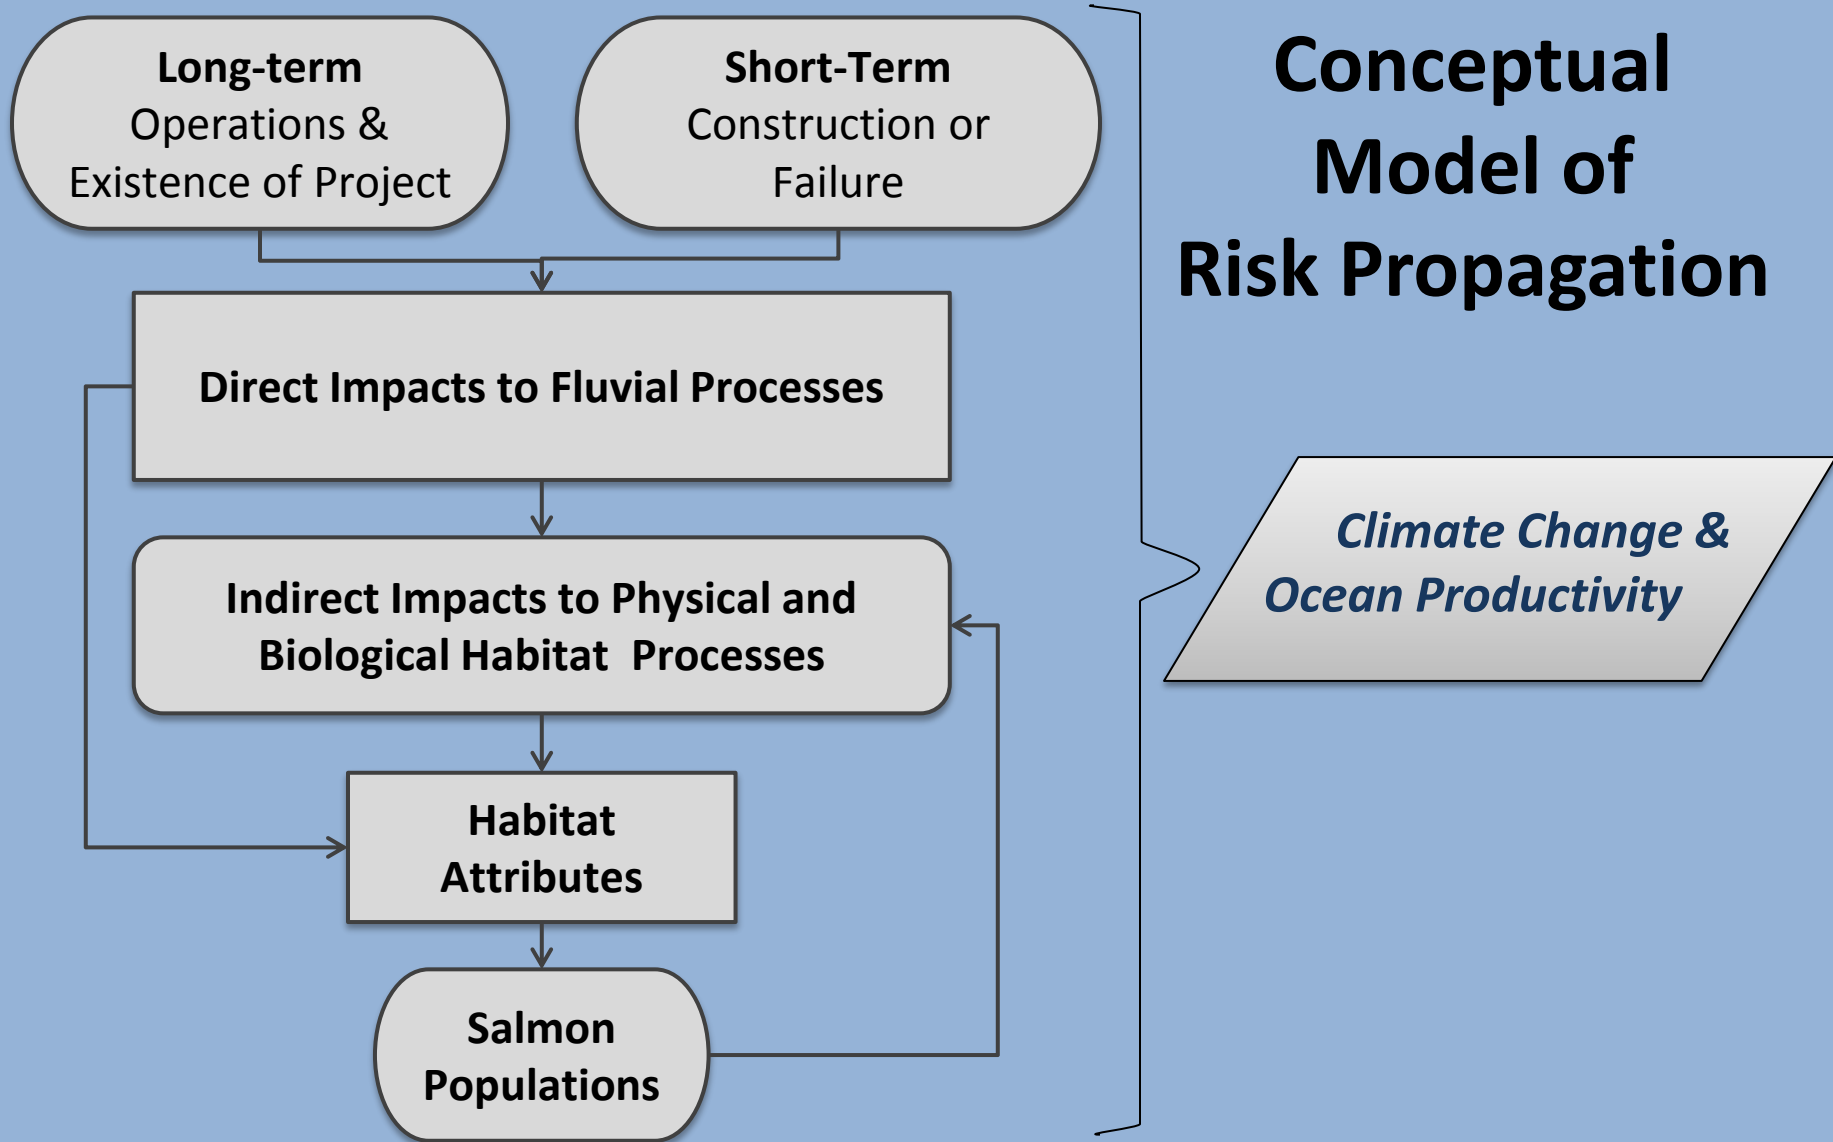 Long-term
Operations &
Existence of Project
Short-Term
Construction or
Failure
Conceptual
Model of
Risk Propagation
Direct Impacts to Fluvial Processes
Climate Change &
Ocean Productivity
Indirect Impacts to Physical and
Biological Habitat  Processes
Habitat
Attributes
Salmon
Populations